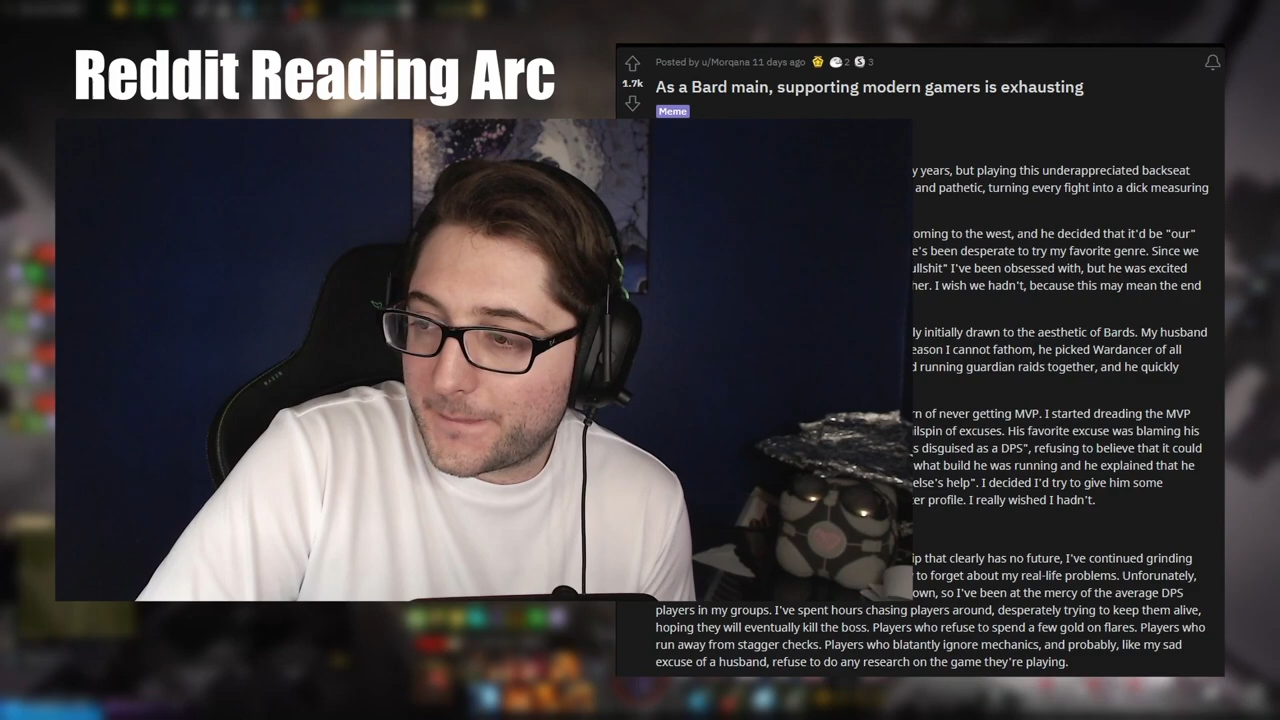 Reddit Reading Arc
Posted by u/Morqana 11 days ago 2 3
1.7k
As a Bard main, supporting modern gamers is exhausting
Meme
years, but playing this underappreciated backseat
and pathetic, turning every fight into a dick measuring
oming to the west, and he decided that it'd be "our"
e's been desperate to try my favorite genre. Since we
ullshit" I've been obsessed with, but he was excited
her. I wish we hadn't, because this may mean the end
ly initially drawn to the aesthetic of Bards. My husband
eason I cannot fathom, he picked Wardancer of all
d running guardian raids together, and he quickly
rn of never getting MVP. I started dreading the MVP
ilspin of excuses. His favorite excuse was blaming his
s disguised as a DPS", refusing to believe that it could
what build he was running and he explained that he
else's help". I decided I'd try to give him some
er profile. I really wished I hadn't.
ip that clearly has no future, I've continued grinding
to forget about my real-life problems. Unforunately,
own, so I've been at the mercy of the average DPS
players in my groups. I've spent hours chasing players around, desperately trying to keep them alive,
hoping they will eventually kill the boss. Players who refuse to spend a few gold on flares. Players who
run away from stagger checks. Players who blatantly ignore mechanics, and probably, like my sad
excuse of a husband, refuse to do any research on the game they're playing.